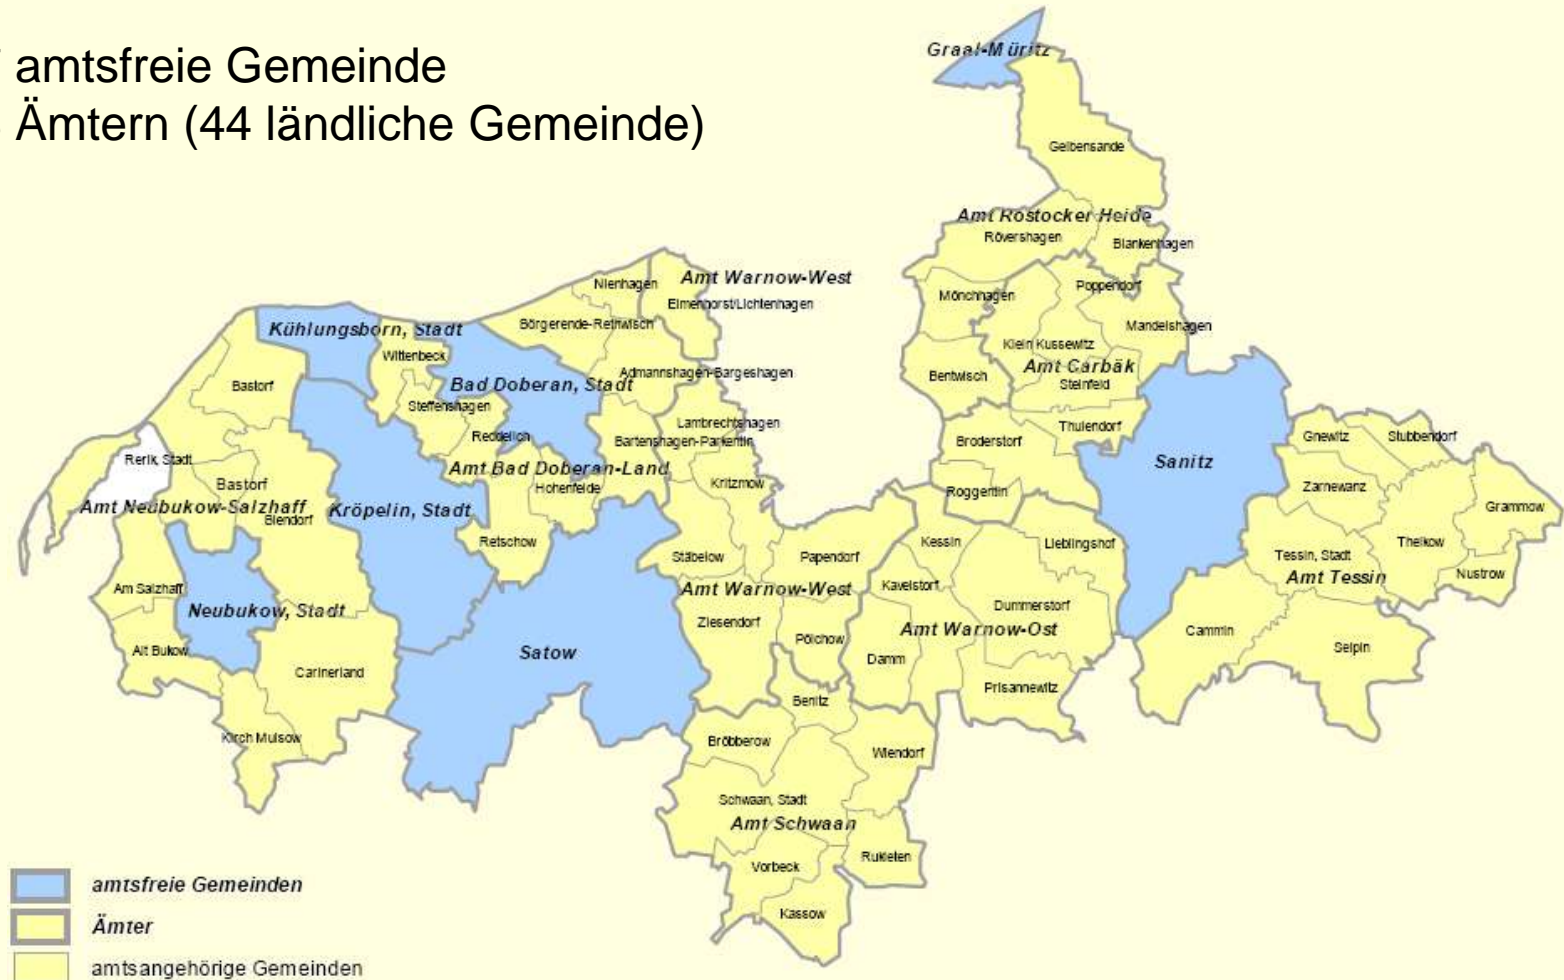 amtsfreie Gemeinde
Ämtern (44 ländliche Gemeinde)
Graal-Müritz
Gelbensande
Amt Rostocker Heide
Rövershagen
Blankenhagen
Nienhagen
Amt Warnow-West
Elmenhorst/Lichtenhagen
Mönchhagen
Poppendorf
Kühlungsborn, Stadt
Börgerende-Rethwisch
Mandelshagen
Wittenbeck
Klein Kussewitz
Amt Carbäk
Admannshagen-Bargeshagen
Bentwisch
Steinfeld
Bastorf
Bad Doberan, Stadt
Steffenshagen
Lambrechtshagen
Reddelich
Bartenshagen-Parkentin
Broderstorf
Thulendorf
Gnewitz
Stubbendorf
Rerik, Stadt
Amt Bad Doberan-Land
Sanitz
Bastorf
Hohenfelde
Kritzmow
Roggentin
Zarnewanz
Amt Neubukow-Salzhaff
Grammow
Biendorf
Kröpelin, Stadt
Retschow
Kessin
Lieblingshof
Thelkow
Stäbelow
Papendorf
Tessin, Stadt
Nustrow
Am Salzhaff
Amt Warnow-West
Kavelstorf
Amt Tessin
Neubukow, Stadt
Dummerstorf
Ziesendorf
Pölchow
Amt Warnow-Ost
Cammin
Alt Bukow
Satow
Damm
Selpin
Carinerland
Prisannewitz
Benitz
Kirch Mulsow
Bröbberow
Wiendorf
Schwaan, Stadt
Amt Schwaan
Rukieten
Vorbeck
Kassow
amtsfreie Gemeinden
Ämter
amtsangehörige Gemeinden